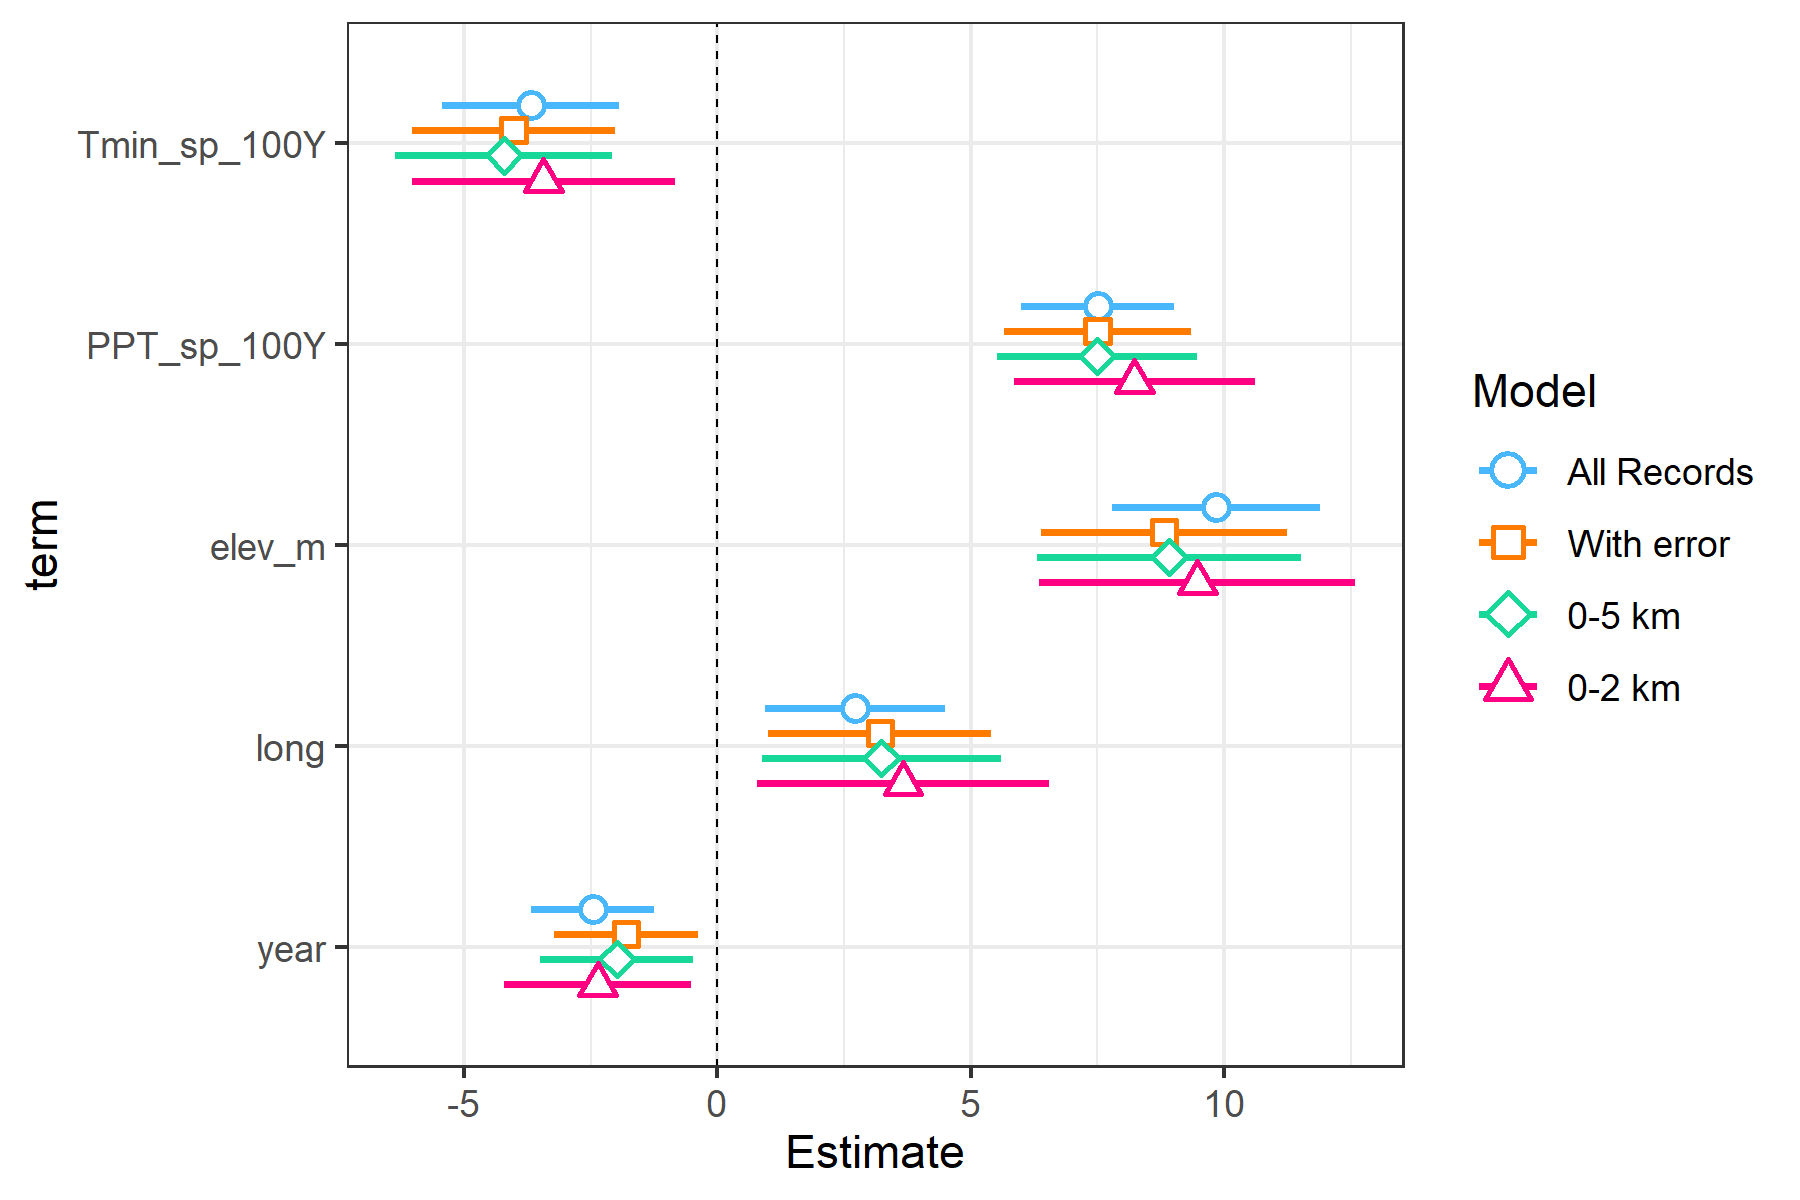 Tmin_sp_100Y
PPT_sp_100Y
elev_m
long
year
term
-5
0
5
10
Estimate
Model
All Records
With error
0-5 km
0-2 km